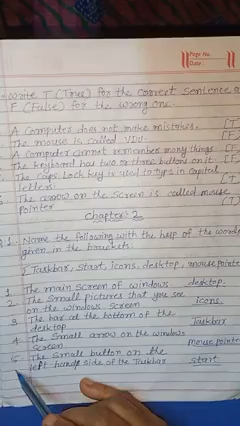 Page No.
Date
Write T (True) for the correct sentence &
F (False) for the wrong one.
A Computer does not make mistakes. [T
The mouse is called VDU. [F
A computer cannot remember many things [F
The keyboard has two or three buttons on it. [F
The Caps Lock key is used to type in capital
letters. (T
The arrow on the screen is called mouse
pointer (T)
Chapter:-2
Q.1. Name the following with the help of the words
given in the brackets.
(Taskbar, start, icons, desktop, mouse pointe
1. The main screen of windows desktop.
2. The small pictures that you see
on the windows screen icons.
3 The bar at the bottom of the
desktop Taskbar
4. The small arrow on the windows
screen mouse pointe
5. The small button on the
left hand side of the Taskbar start